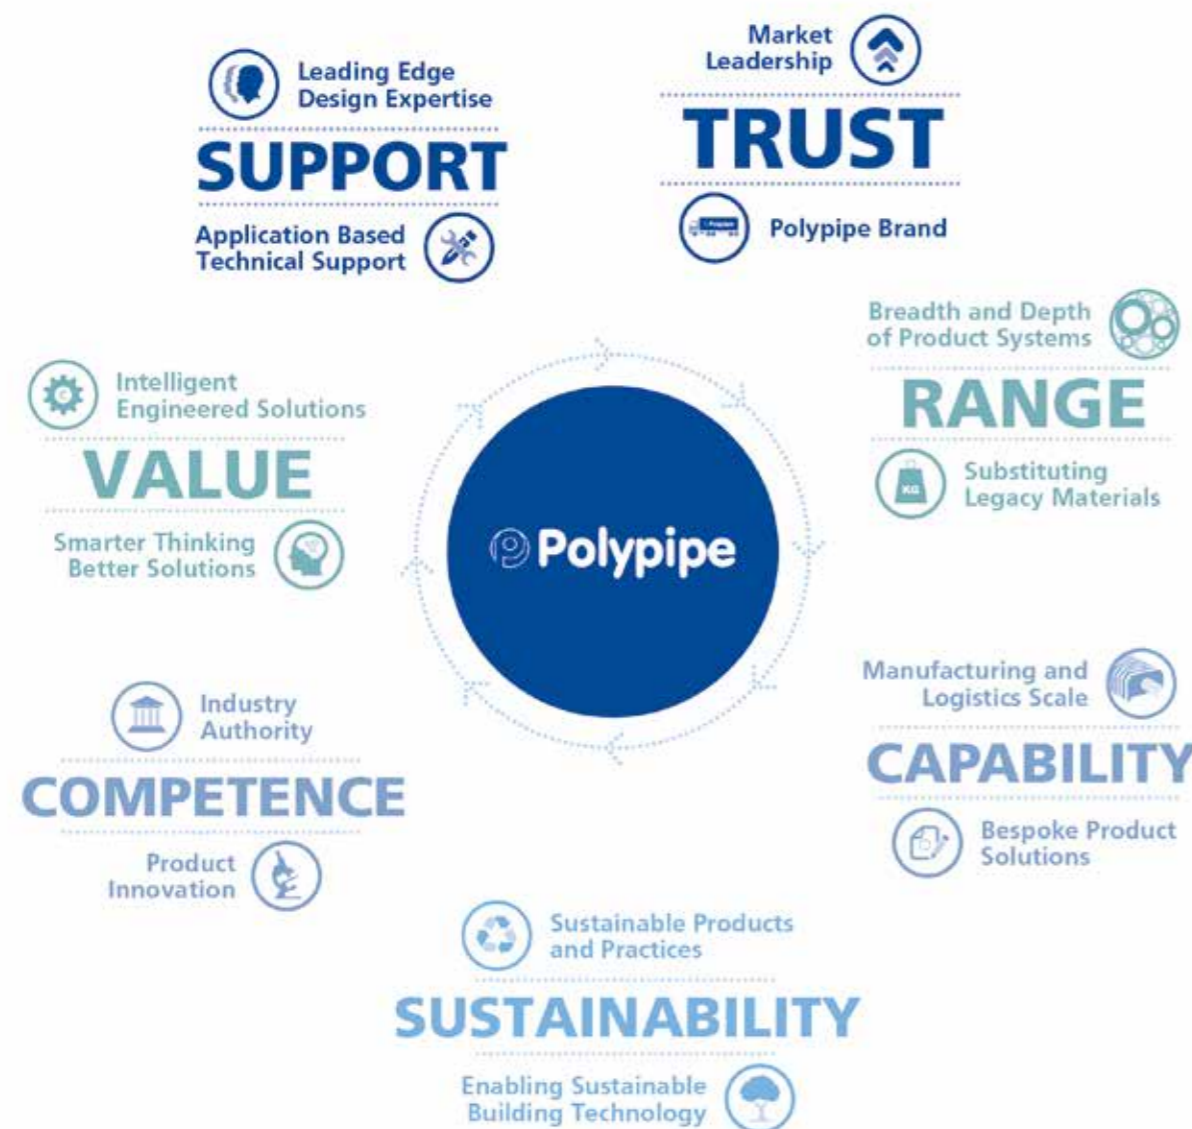 Leading Edge
Design Expertise
SUPPORT
Application Based
Technical Support
Market
Leadership
TRUST
Polypipe Brand
Breadth and Depth
of Product Systems
RANGE
KG
Substituting
Legacy Materials
Intelligent
Engineered Solutions
VALUE
Smarter Thinking
Better Solutions
Polypipe
Manufacturing and
Logistics Scale
CAPABILITY
Bespoke Product
Solutions
Industry
Authority
COMPETENCE
Product
Innovation
Sustainable Products
and Practices
SUSTAINABILITY
Enabling Sustainable
Building Technology